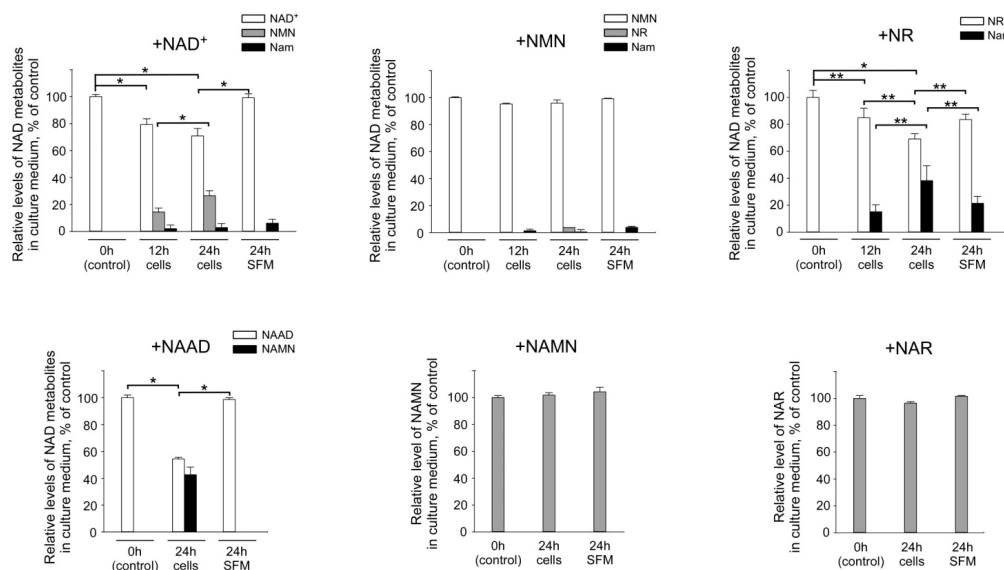 +NAD⁺
NAD⁺
NMN
Nam
Relative levels of NAD metabolites
in culture medium, % of control
100
80
60
40
20
0
* * * *
0h
(control)
12h
cells
24h
cells
24h
SFM
+NMN
NMN
NR
Nam
Relative levels of NAD metabolites
in culture medium, % of control
100
80
60
40
20
0
0h
(control)
12h
cells
24h
cells
24h
SFM
+NR
NR
Nam
Relative levels of NAD metabolites
in culture medium, % of control
100
80
60
40
20
0
* ** ** ** ** **
0h
(control)
12h
cells
24h
cells
24h
SFM
+NAAD
NAAD
NAMN
Relative levels of NAD metabolites
in culture medium, % of control
100
80
60
40
20
0
* *
0h
(control)
24h
cells
24h
SFM
+NAMN
Relative level of NAMN
in culture medium, % of control
100
80
60
40
20
0
0h
(control)
24h
cells
24h
SFM
+NAR
Relative level of NAR
in culture medium, % of control
100
80
60
40
20
0
0h
(control)
24h
cells
24h
SFM